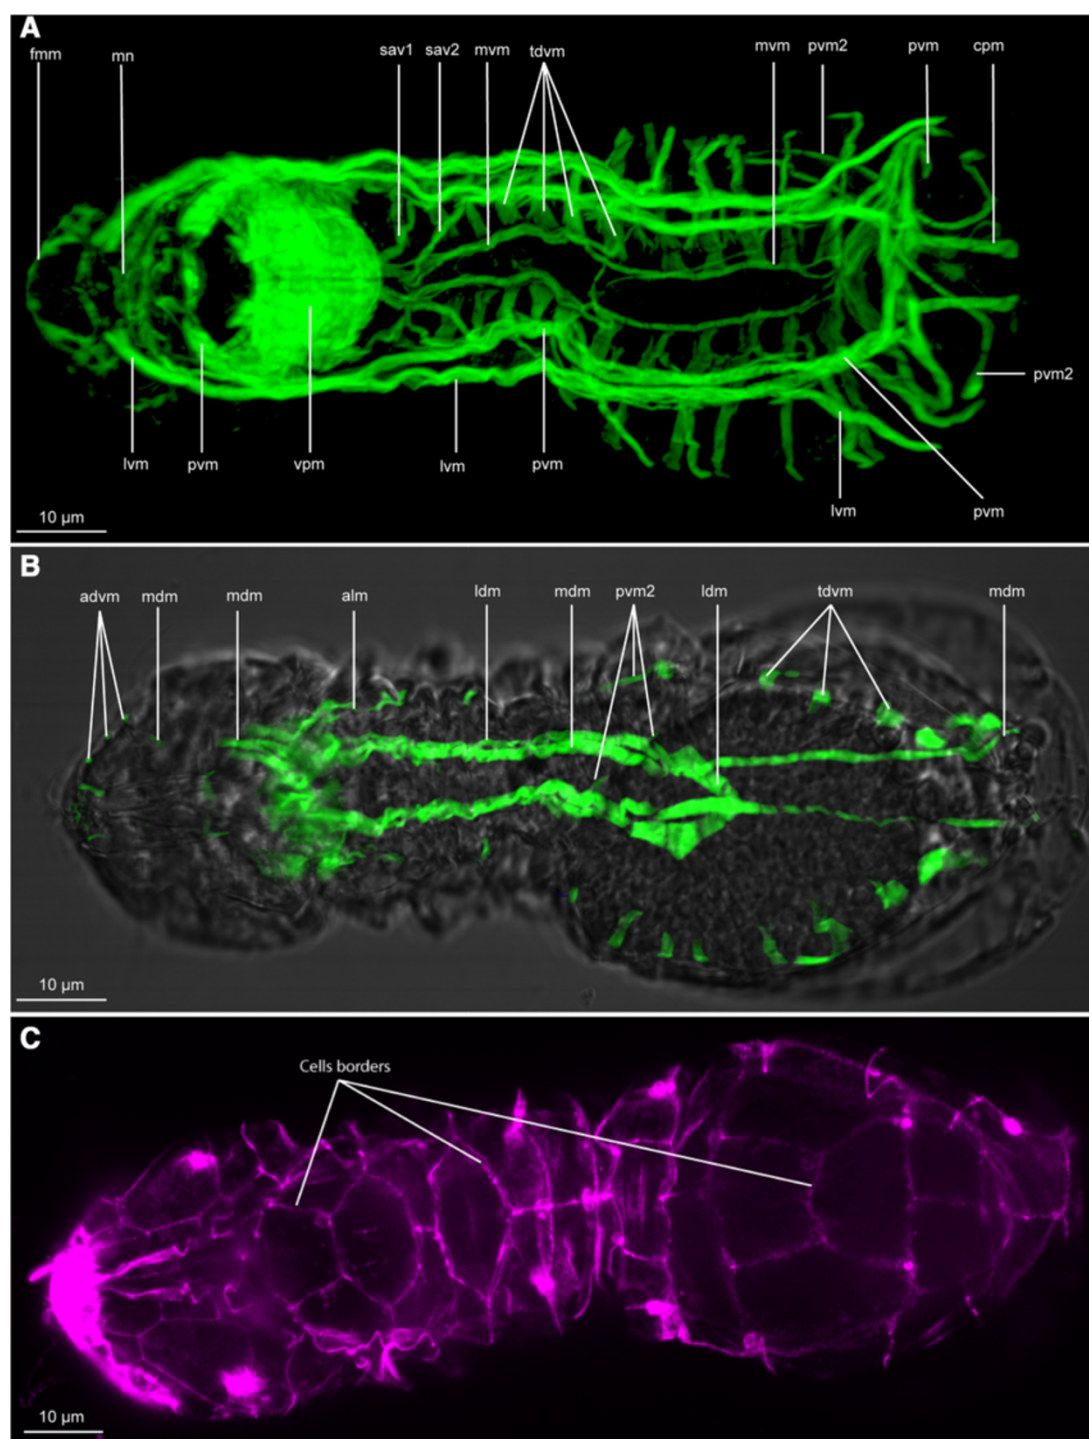 A
fmm mn sav1 sav2 mvm tdvm mvm pvm2 pvm cpm
pvm2
lvm pvm vpm lvm pvm
lvm pvm
10 µm
B
advm mdm mdm alm ldm mdm pvm2 ldm tdvm mdm
10 µm
C
Cells borders
10 µm